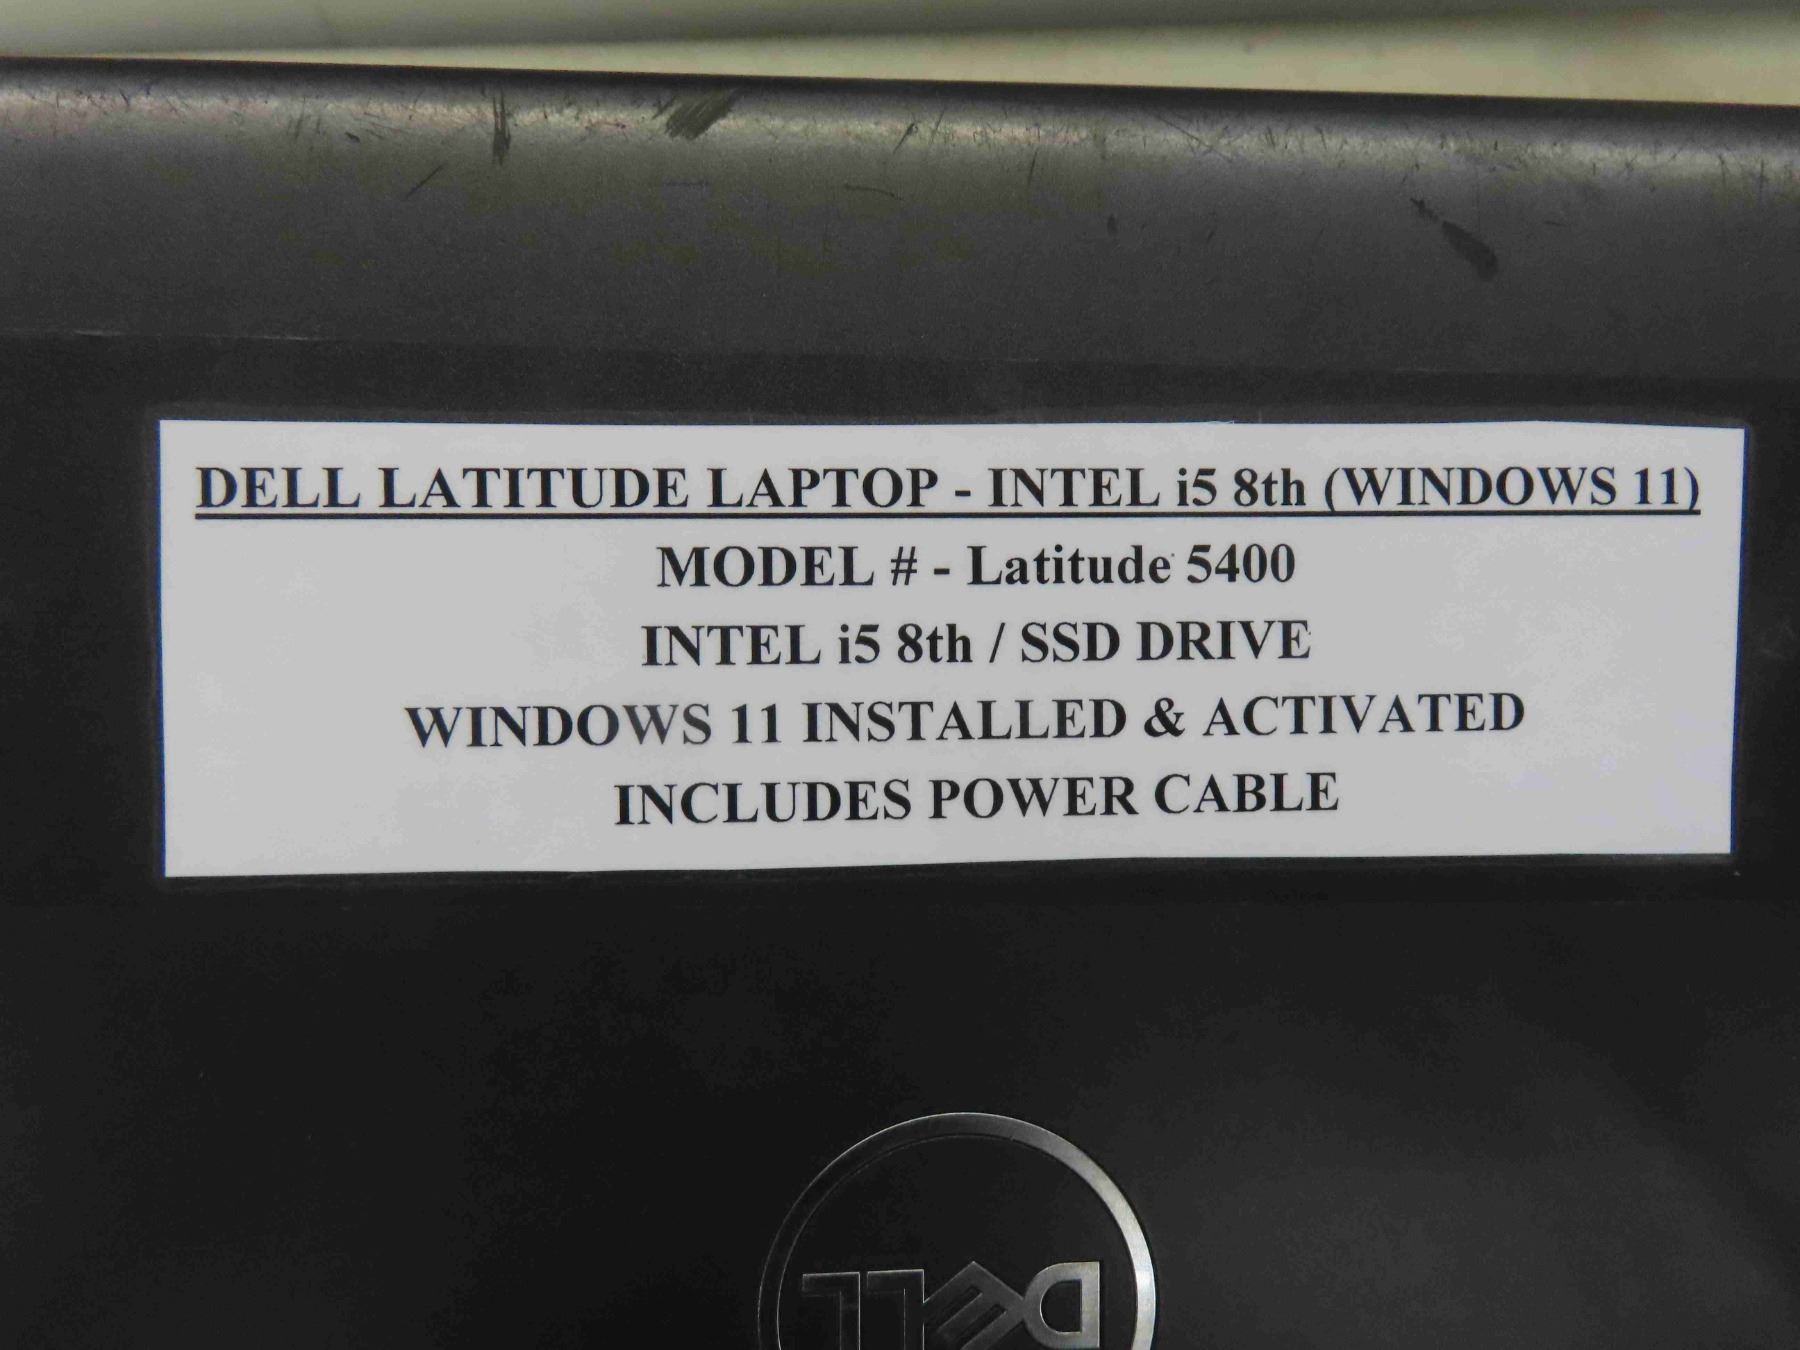 DELL LATITUDE LAPTOP - INTEL i5 8th (WINDOWS 11)
MODEL # - Latitude 5400
INTEL i5 8th / SSD DRIVE
WINDOWS 11 INSTALLED & ACTIVATED
INCLUDES POWER CABLE
DELL